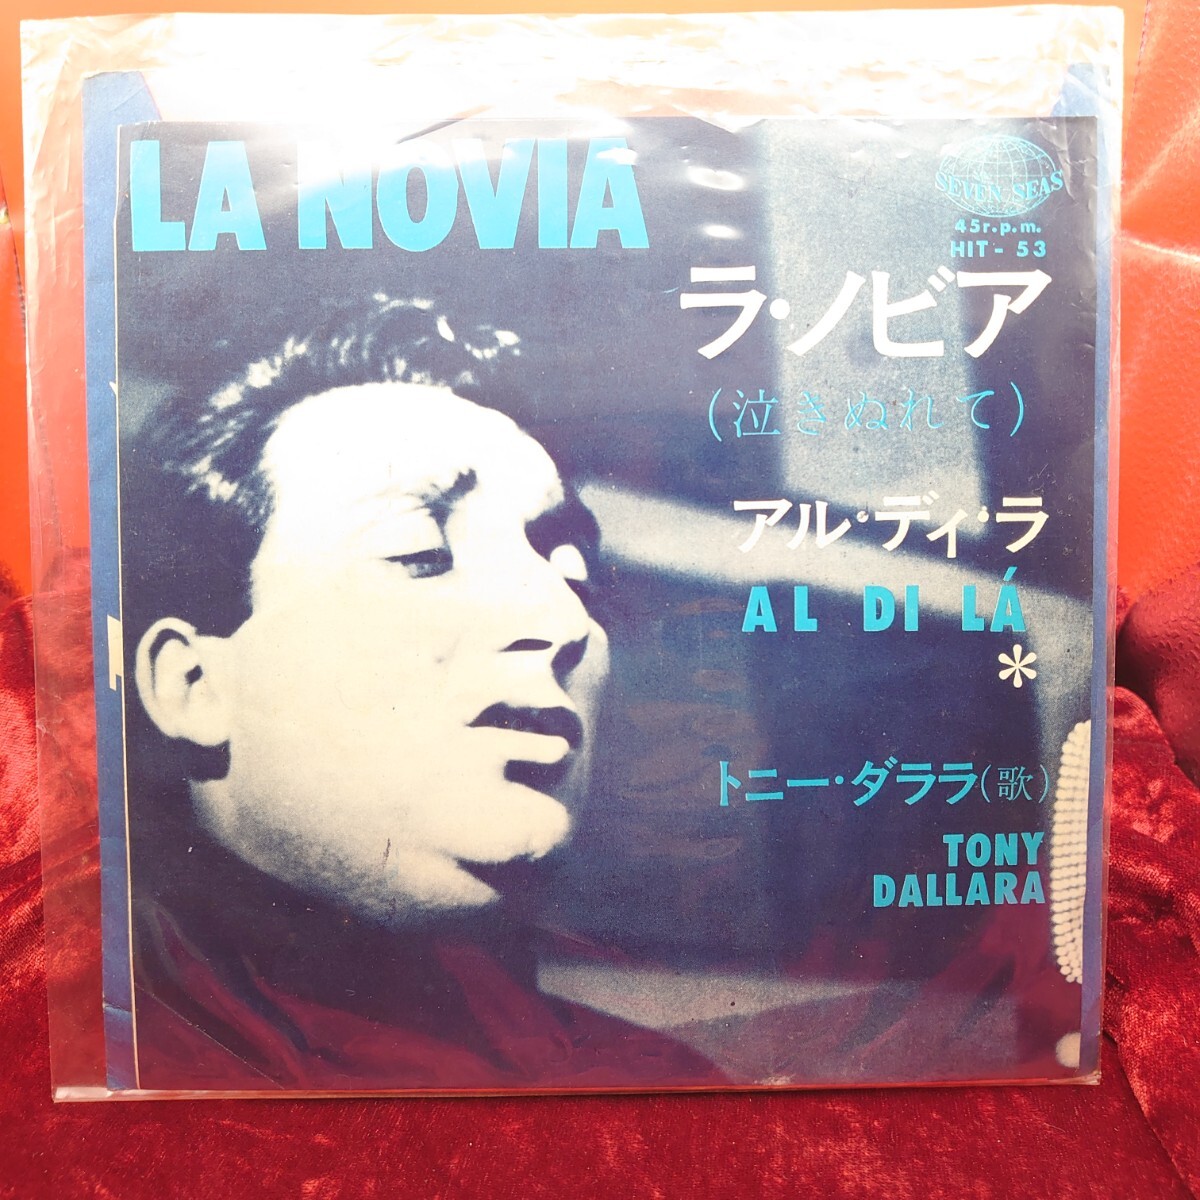 LA NOVIA
SEVEN SEAS
45r.p.m.
HIT- 53
ラ・ノビア
(泣きぬれて)
アル・ディ・ラ
AL DI LÁ
*
トニー・ダララ(歌)
TONY
DALLARA